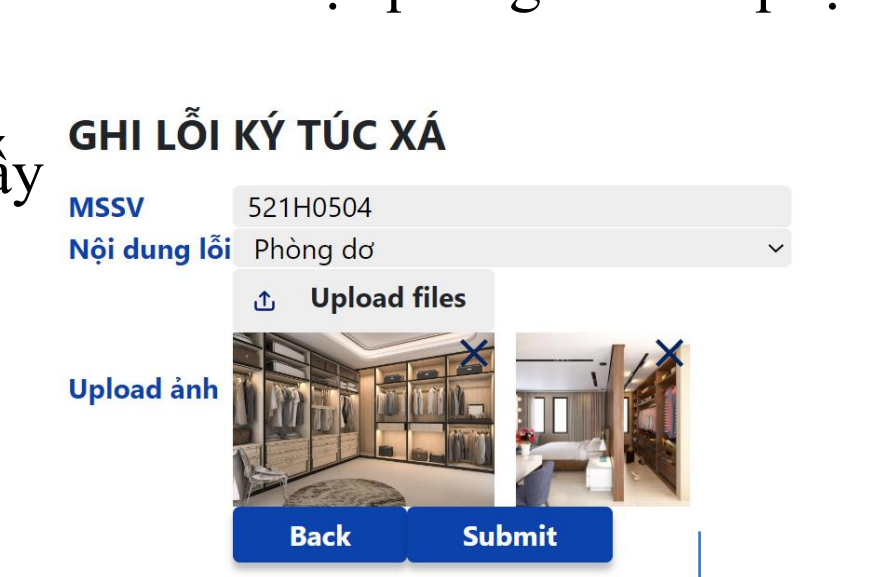 GHI LỖI KÝ TÚC XÁ
MSSV 521H0504
Nội dung lỗi Phòng dơ
Upload files
Upload ảnh
Back Submit